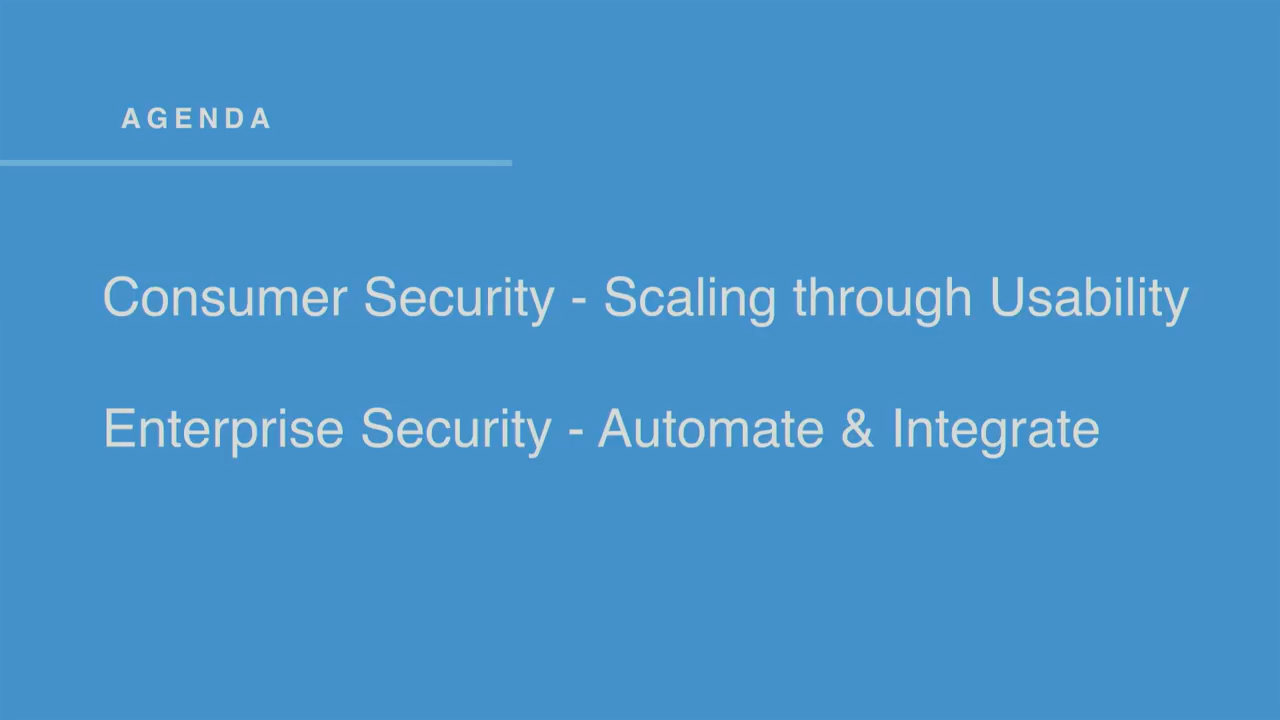 AGENDA
Consumer Security - Scaling through Usability
Enterprise Security - Automate & Integrate